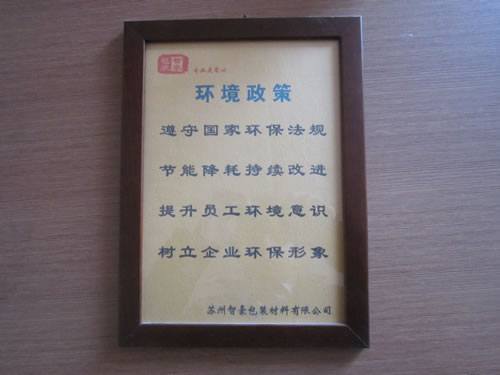 环境政策
遵守国家环保法规
节能降耗持续改进
提升员工环境意识
树立企业环保形象
苏州智豪包装材料有限公司